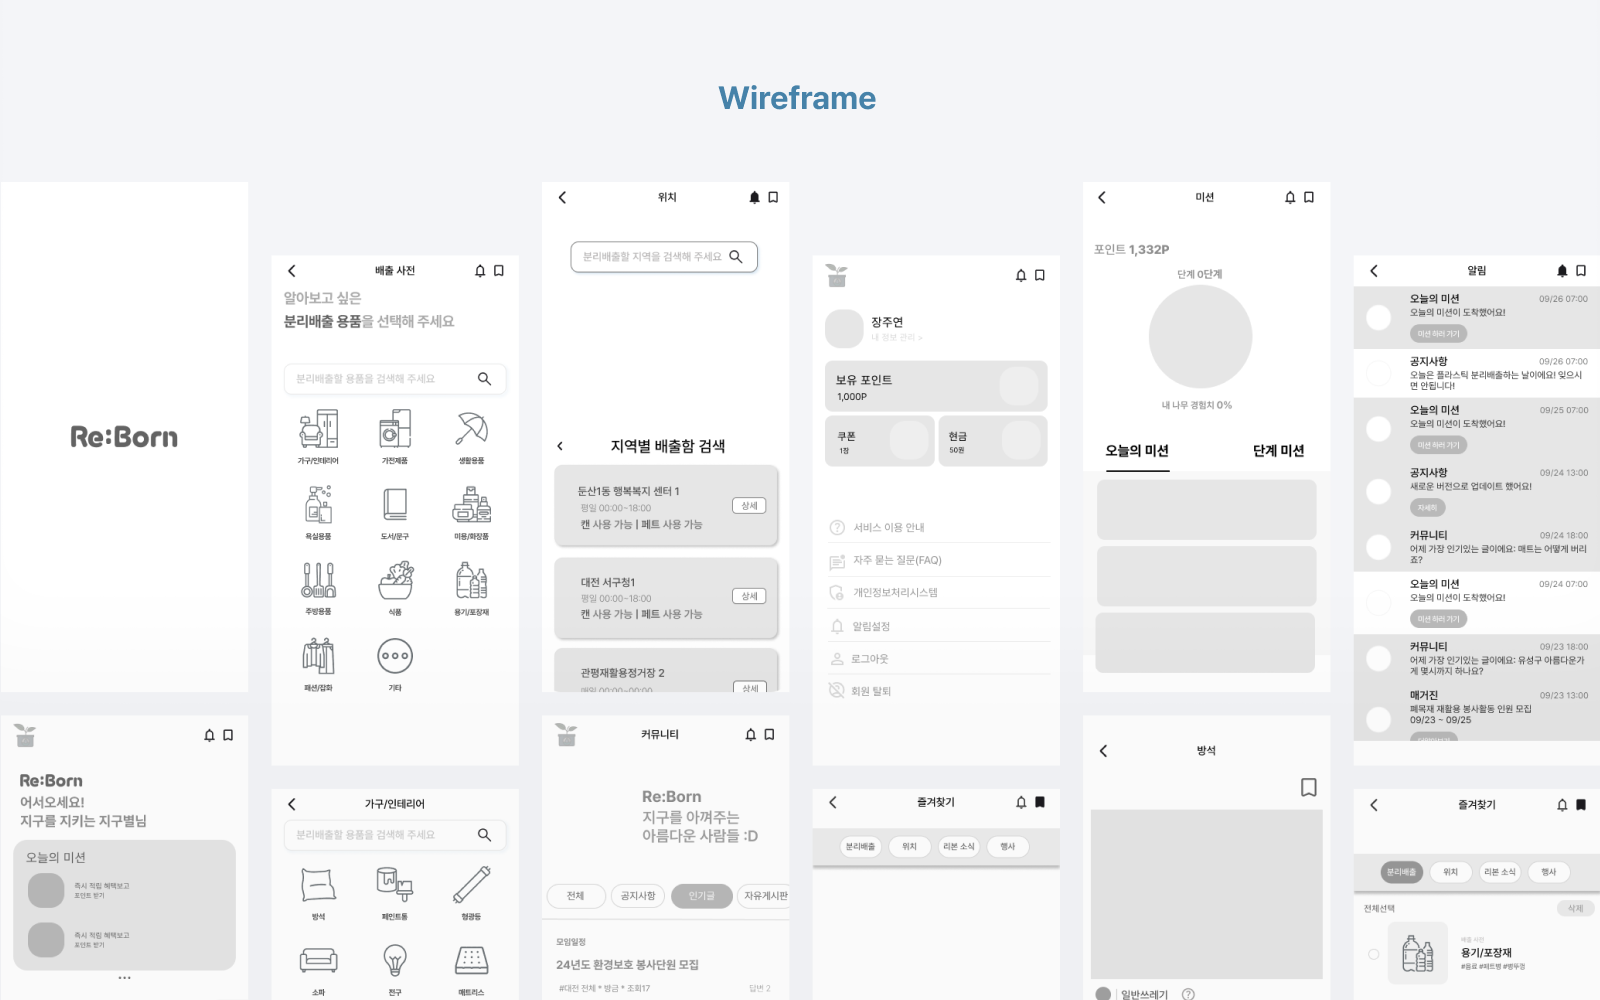 Wireframe
Re:Born
배출 사전
알아보고 싶은
분리배출 용품을 선택해 주세요
분리배출할 용품을 검색해 주세요
가구/인테리어
가전제품
생활용품
욕실용품
도서/문구
미용/화장품
주방용품
식품
용기/포장재
패션/잡화
기타
위치
분리배출할 지역을 검색해 주세요
지역별 배출함 검색
둔산1동 행복복지 센터 1
평일 00:00~18:00
캔 사용 가능 | 페트 사용 가능
상세
대전 서구청1
평일 00:00~18:00
캔 사용 가능 | 페트 사용 가능
상세
관평재활용정거장 2
매일 00:00~00:00
상세
장주연
내 정보 관리 >
보유 포인트
1,000P
쿠폰
1장
현금
50원
서비스 이용 안내
자주 묻는 질문(FAQ)
개인정보처리시스템
알림설정
로그아웃
회원 탈퇴
미션
포인트 1,332P
단계 0단계
내 나무 경험치 0%
오늘의 미션
단계 미션
알림
오늘의 미션
09/26 07:00
오늘의 미션이 도착했어요!
미션 하러 가기
공지사항
09/26 07:00
오늘은 플라스틱 분리배출하는 날이에요! 잊으시
면 안됩니다!
오늘의 미션
09/25 07:00
오늘의 미션이 도착했어요!
미션 하러 가기
공지사항
09/24 13:00
새로운 버전으로 업데이트 했어요!
자세히
커뮤니티
09/24 18:00
어제 가장 인기있는 글이에요: 매트는 어떻게 버리
죠?
오늘의 미션
09/24 07:00
오늘의 미션이 도착했어요!
미션 하러 가기
커뮤니티
09/23 18:00
어제 가장 인기있는 글이에요: 유성구 아름다운가
게 몇시까지 하나요?
매거진
09/23 13:00
폐목재 재활용 봉사활동 인원 모집
09/23 ~ 09/25
Re:Born
어서오세요!
지구를 지키는 지구별님
오늘의 미션
즉시 적립 혜택보고
포인트 받기
즉시 적립 혜택보고
포인트 받기
가구/인테리어
분리배출할 용품을 검색해 주세요
방석
페인트통
형광등
소파
전구
매트리스
커뮤니티
Re:Born
지구를 아껴주는
아름다운 사람들 :D
전체
공지사항
인기글
자유게시판
모임일정
24년도 환경보호 봉사단원 모집
#대전 전체 * 방금 * 조회17
답변 2
즐겨찾기
분리배출
위치
리본 소식
행사
방석
일반쓰레기
즐겨찾기
분리배출
위치
리본 소식
행사
전체선택
삭제
배출 사전
용기/포장재
#음료 #페트병 #병뚜껑